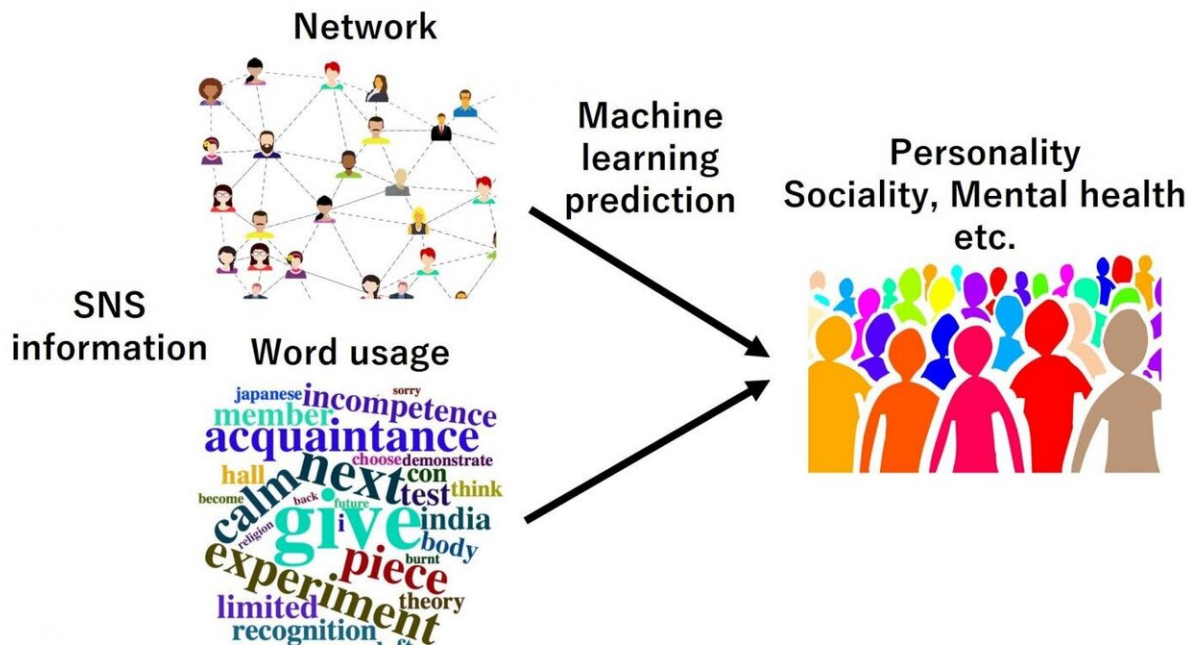 Network
Machine
learning
prediction
Personality
Sociality, Mental health
etc.
SNS
information
Word usage
japanese
sorry
incompetence
member
acquaintance
choose
demonstrate
hall
next
con
calm
test
think
become
back
future
give
i
india
religion
body
burnt
piece
experiment
theory
limited
recognition